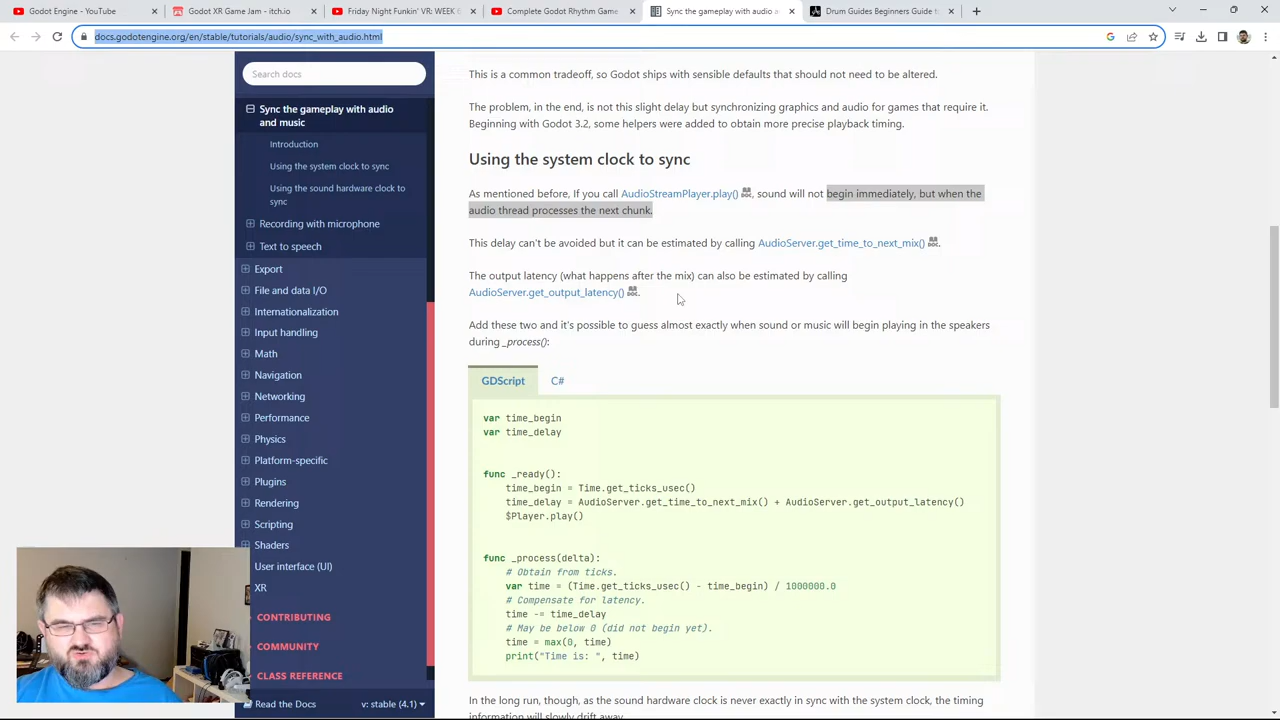 Godot Engine - YouTube
Godot XR Game Jam - itch.io
Friday Night Funkin' VR: WEEK 6
Complete Godot Rhythm Game
Sync the gameplay with audio a
Drum Guides Beginners Guide to
docs.godotengine.org/en/stable/tutorials/audio/sync_with_audio.html
Search docs
Sync the gameplay with audio
and music
Introduction
Using the system clock to sync
Using the sound hardware clock to
sync
Recording with microphone
Text to speech
Export
File and data I/O
Internationalization
Input handling
Math
Navigation
Networking
Performance
Physics
Platform-specific
Plugins
Rendering
Scripting
Shaders
User interface (UI)
XR
CONTRIBUTING
COMMUNITY
CLASS REFERENCE
Read the Docs
v: stable (4.1)
This is a common tradeoff, so Godot ships with sensible defaults that should not need to be altered.
The problem, in the end, is not this slight delay but synchronizing graphics and audio for games that require it.
Beginning with Godot 3.2, some helpers were added to obtain more precise playback timing.
Using the system clock to sync
As mentioned before, If you call AudioStreamPlayer.play() DOC, sound will not begin immediately, but when the
audio thread processes the next chunk.
This delay can't be avoided but it can be estimated by calling AudioServer.get_time_to_next_mix() DOC.
The output latency (what happens after the mix) can also be estimated by calling
AudioServer.get_output_latency() DOC.
Add these two and it's possible to guess almost exactly when sound or music will begin playing in the speakers
during _process():
GDScript C#
var time_begin
var time_delay
func _ready():
time_begin = Time.get_ticks_usec()
time_delay = AudioServer.get_time_to_next_mix() + AudioServer.get_output_latency()
$Player.play()
func _process(delta):
# Obtain from ticks.
var time = (Time.get_ticks_usec() - time_begin) / 1000000.0
# Compensate for latency.
time -= time_delay
# May be below 0 (did not begin yet).
time = max(0, time)
print("Time is: ", time)
In the long run, though, as the sound hardware clock is never exactly in sync with the system clock, the timing
information will slowly drift away.